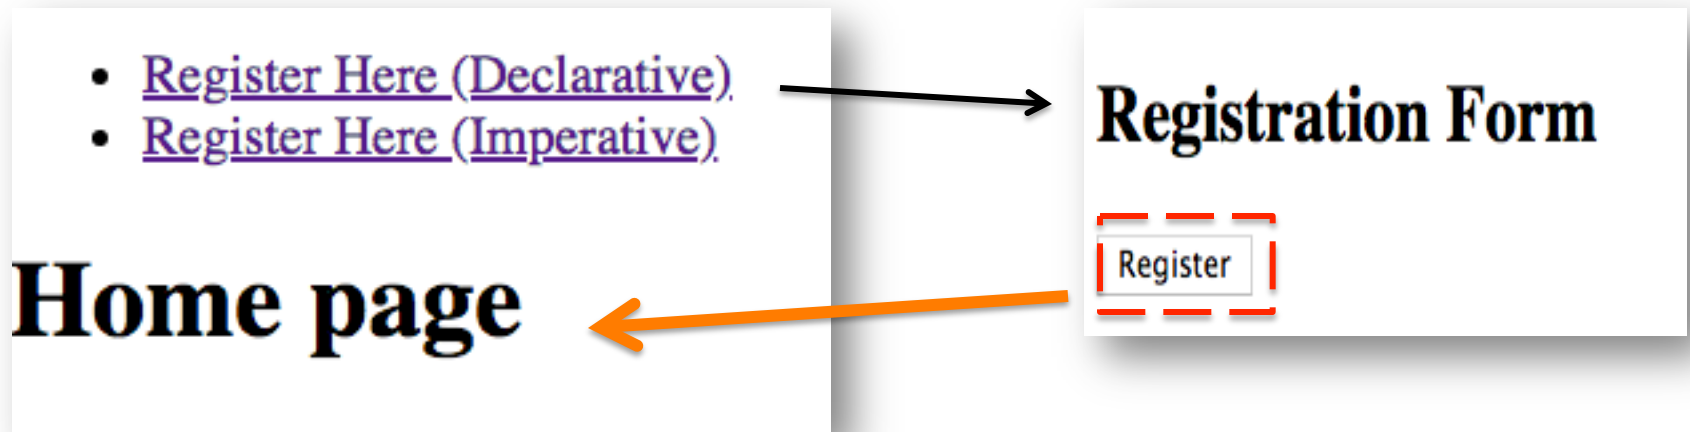 Register Here (Declarative)
Register Here (Imperative)
Home page
Registration Form
Register